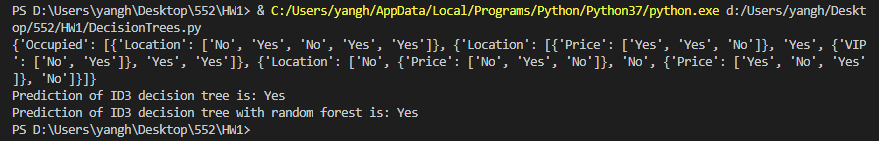 PS D:\Users\yangh\Desktop\552\HW1> & C:/Users/yangh/AppData/Local/Programs/Python/Python37/python.exe d:/Users/yangh/Deskt
op/552/HW1/DecisionTrees.py
{'Occupied': [{'Location': ['No', 'Yes', 'No', 'Yes', 'Yes']}, {'Location': [{'Price': ['Yes', 'Yes', 'No']}, 'Yes', {'VIP
': ['No', 'Yes']}, 'Yes', 'Yes']}, {'Location': ['No', {'Price': ['No', 'Yes', 'No']}, 'No', {'Price': ['Yes', 'No', 'Yes'
]}, 'No']}]}
Prediction of ID3 decision tree is: Yes
Prediction of ID3 decision tree with random forest is: Yes
PS D:\Users\yangh\Desktop\552\HW1>